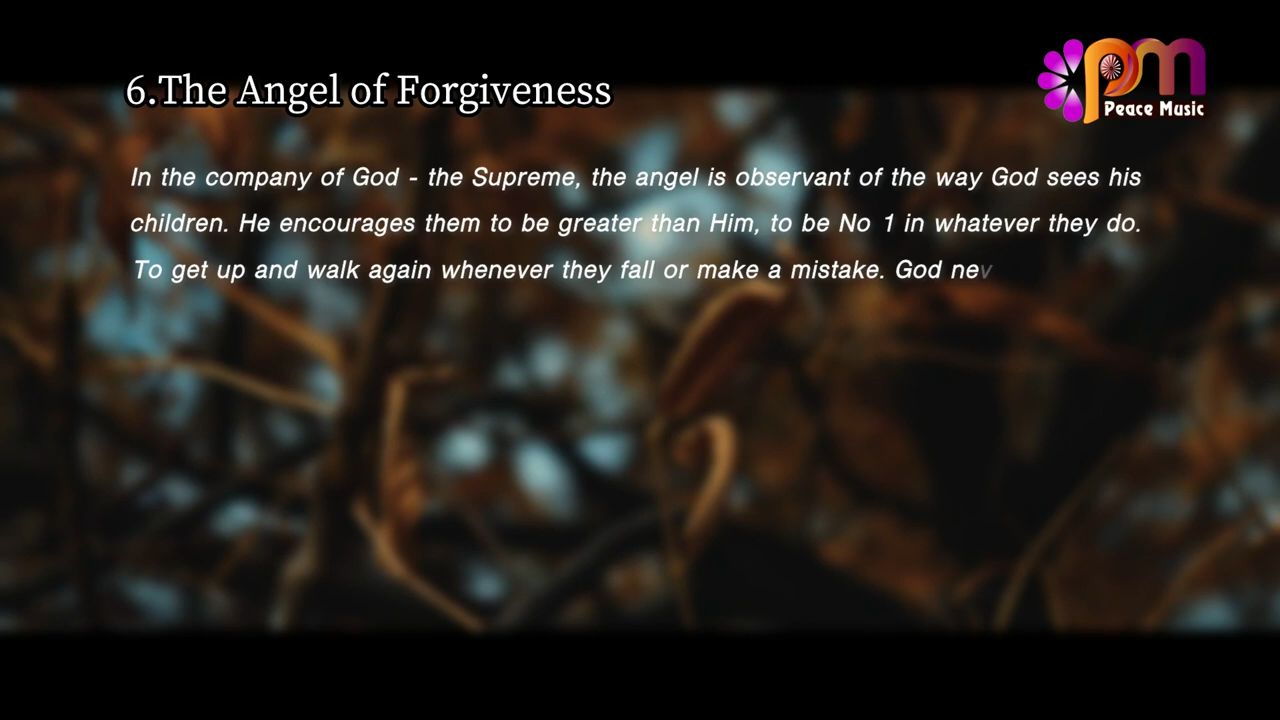 6.The Angel of Forgiveness
pm
Peace Music
In the company of God - the Supreme, the angel is observant of the way God sees his
children. He encourages them to be greater than Him, to be No 1 in whatever they do.
To get up and walk again whenever they fall or make a mistake. God nev